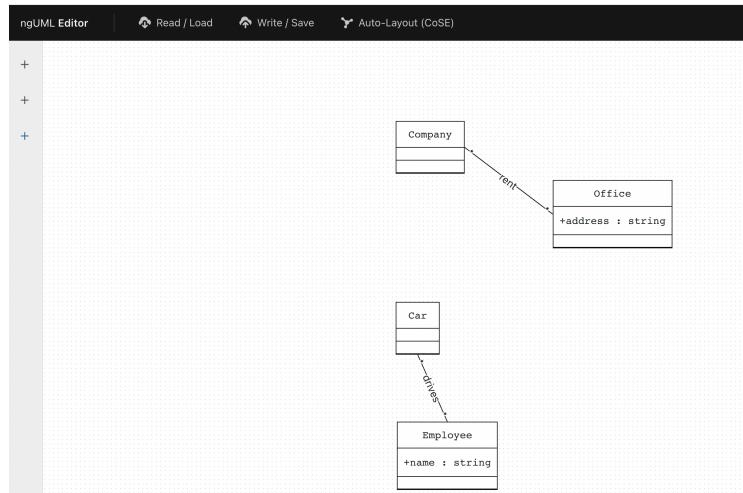 ngUML Editor
Read / Load
Write / Save
Auto-Layout (CoSE)
+
+
+
Company
*
rent
*
Office
+address : string
Car
*
drives
*
Employee
+name : string